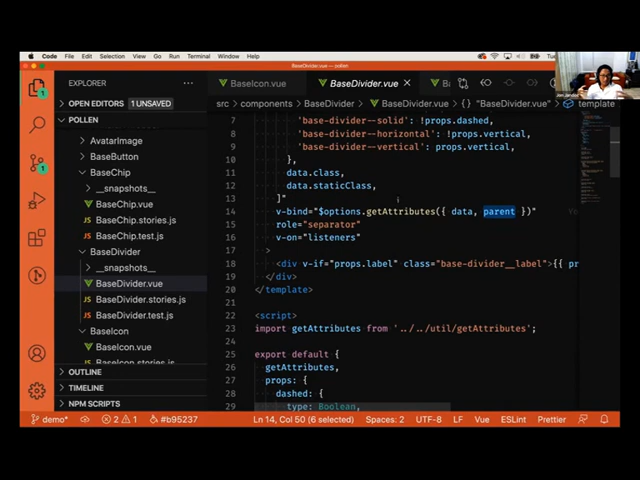 Code File Edit Selection View Go Run Terminal Window Help
BaseDivider.vue — pollen
EXPLORER
BaseIcon.vue
BaseDivider.vue
OPEN EDITORS 1 UNSAVED
src > components > BaseDivider > BaseDivider.vue > {} "BaseDivider.vue" > template
POLLEN
AvatarImage
BaseButton
BaseChip
__snapshots__
BaseChip.vue
BaseChip.stories.js
BaseChip.test.js
BaseDivider
__snapshots__
BaseDivider.vue
BaseDivider.stories.js
BaseDivider.test.js
BaseIcon
BaseIcon.vue
BaseIcon.stories.js
OUTLINE
TIMELINE
NPM SCRIPTS
7 'base-divider--solid': !props.dashed,
8 'base-divider--horizontal': !props.vertical,
9 'base-divider--vertical': props.vertical,
10 },
11 data.class,
12 data.staticClass,
13 ]"
14 v-bind="$options.getAttributes({ data, parent })"
15 role="separator"
16 v-on="listeners"
17 >
18 <div v-if="props.label" class="base-divider__label">{{ pr
19 </div>
20 </template>
21
22 <script>
23 import getAttributes from '../../util/getAttributes';
24
25 export default {
26 getAttributes,
27 props: {
28 dashed: {
29 type: Boolean,
demo* 2 1 #b95237 Ln 14, Col 50 (6 selected) Spaces: 2 UTF-8 LF Vue ESLint Prettier